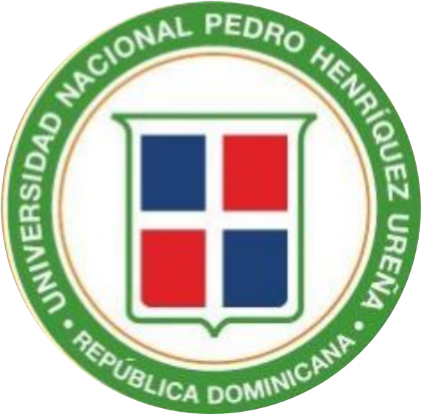 UNIVERSIDAD NACIONAL PEDRO HENRÍQUEZ UREÑA
• REPÚBLICA DOMINICANA •